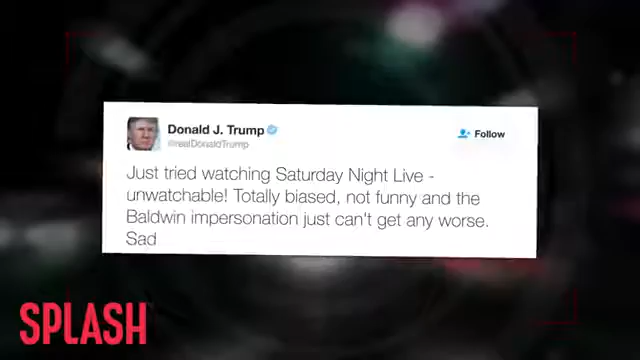 Donald J. Trump
@realDonaldTrump
Follow
Just tried watching Saturday Night Live -
unwatchable! Totally biased, not funny and the
Baldwin impersonation just can't get any worse.
Sad
SPLASH